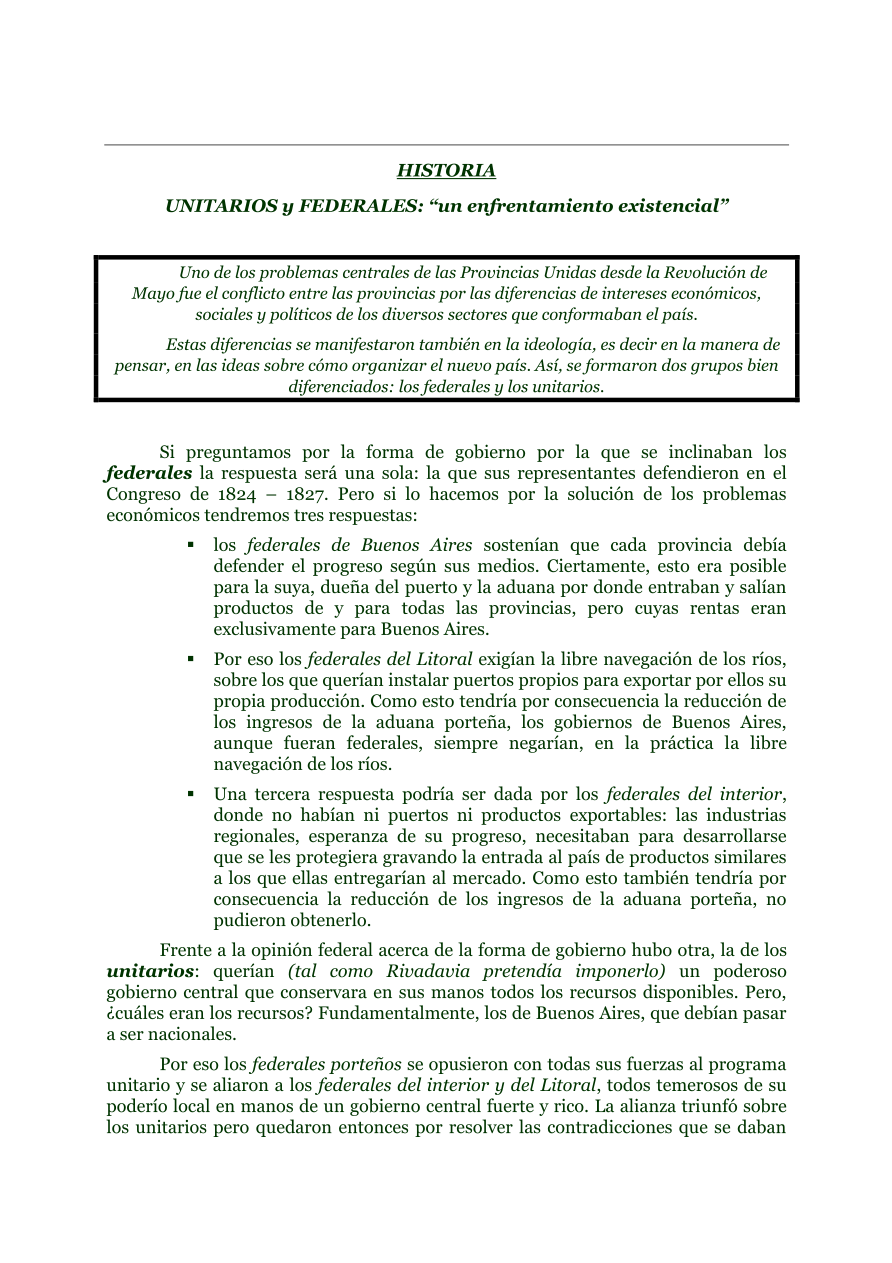 HISTORIA
UNITARIOS y FEDERALES: “un enfrentamiento existencial”
Uno de los problemas centrales de las Provincias Unidas desde la Revolución de
Mayo fue el conflicto entre las provincias por las diferencias de intereses económicos,
sociales y políticos de los diversos sectores que conformaban el país.
Estas diferencias se manifestaron también en la ideología, es decir en la manera de
pensar, en las ideas sobre cómo organizar el nuevo país. Así, se formaron dos grupos bien
diferenciados: los federales y los unitarios.
Si preguntamos por la forma de gobierno por la que se inclinaban los
federales la respuesta será una sola: la que sus representantes defendieron en el
Congreso de 1824 – 1827. Pero si lo hacemos por la solución de los problemas
económicos tendremos tres respuestas:
▪ los federales de Buenos Aires sostenían que cada provincia debía
defender el progreso según sus medios. Ciertamente, esto era posible
para la suya, dueña del puerto y la aduana por donde entraban y salían
productos de y para todas las provincias, pero cuyas rentas eran
exclusivamente para Buenos Aires.
▪ Por eso los federales del Litoral exigían la libre navegación de los ríos,
sobre los que querían instalar puertos propios para exportar por ellos su
propia producción. Como esto tendría por consecuencia la reducción de
los ingresos de la aduana porteña, los gobiernos de Buenos Aires,
aunque fueran federales, siempre negarían, en la práctica la libre
navegación de los ríos.
▪ Una tercera respuesta podría ser dada por los federales del interior,
donde no habían ni puertos ni productos exportables: las industrias
regionales, esperanza de su progreso, necesitaban para desarrollarse
que se les protegiera gravando la entrada al país de productos similares
a los que ellas entregarían al mercado. Como esto también tendría por
consecuencia la reducción de los ingresos de la aduana porteña, no
pudieron obtenerlo.
Frente a la opinión federal acerca de la forma de gobierno hubo otra, la de los
unitarios: querían (tal como Rivadavia pretendía imponerlo) un poderoso
gobierno central que conservara en sus manos todos los recursos disponibles. Pero,
¿cuáles eran los recursos? Fundamentalmente, los de Buenos Aires, que debían pasar
a ser nacionales.
Por eso los federales porteños se opusieron con todas sus fuerzas al programa
unitario y se aliaron a los federales del interior y del Litoral, todos temerosos de su
poderío local en manos de un gobierno central fuerte y rico. La alianza triunfó sobre
los unitarios pero quedaron entonces por resolver las contradicciones que se daban